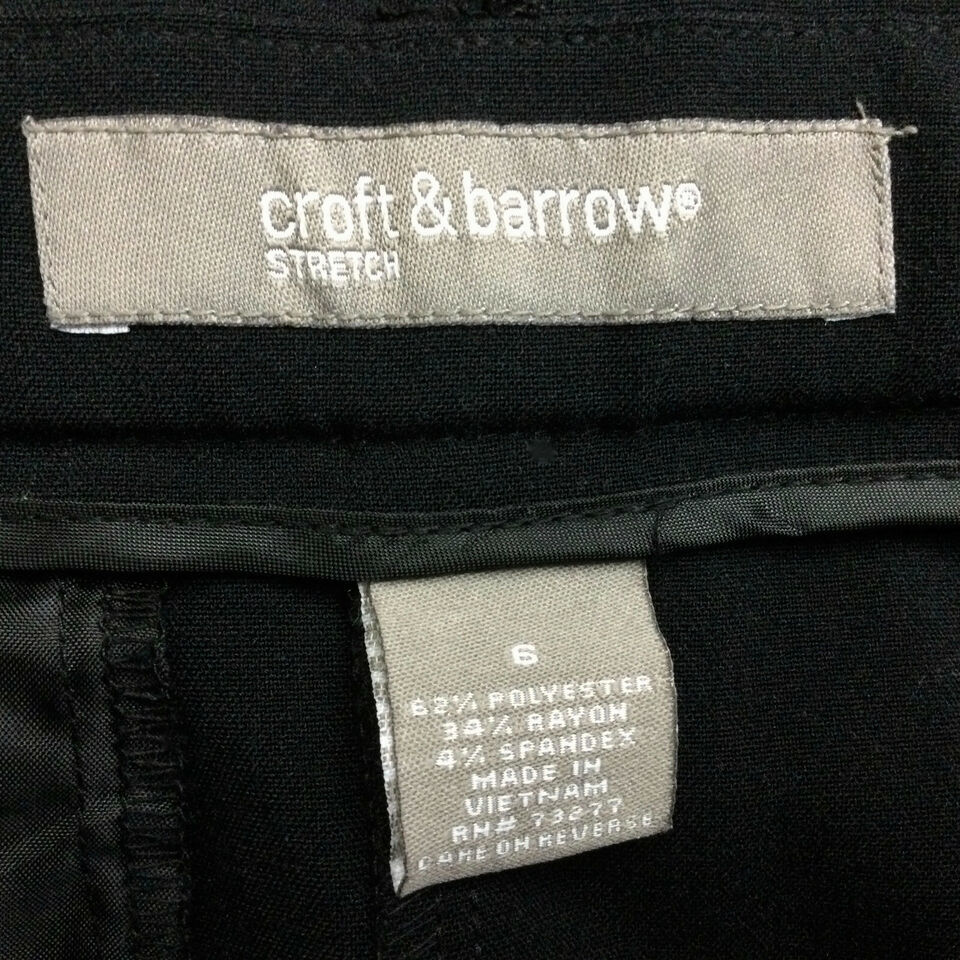 croft & barrow®
STRETCH
6
62% POLYESTER
34% RAYON
4% SPANDEX
MADE IN
VIETNAM
RN# 73277
CARE ON REVERSE